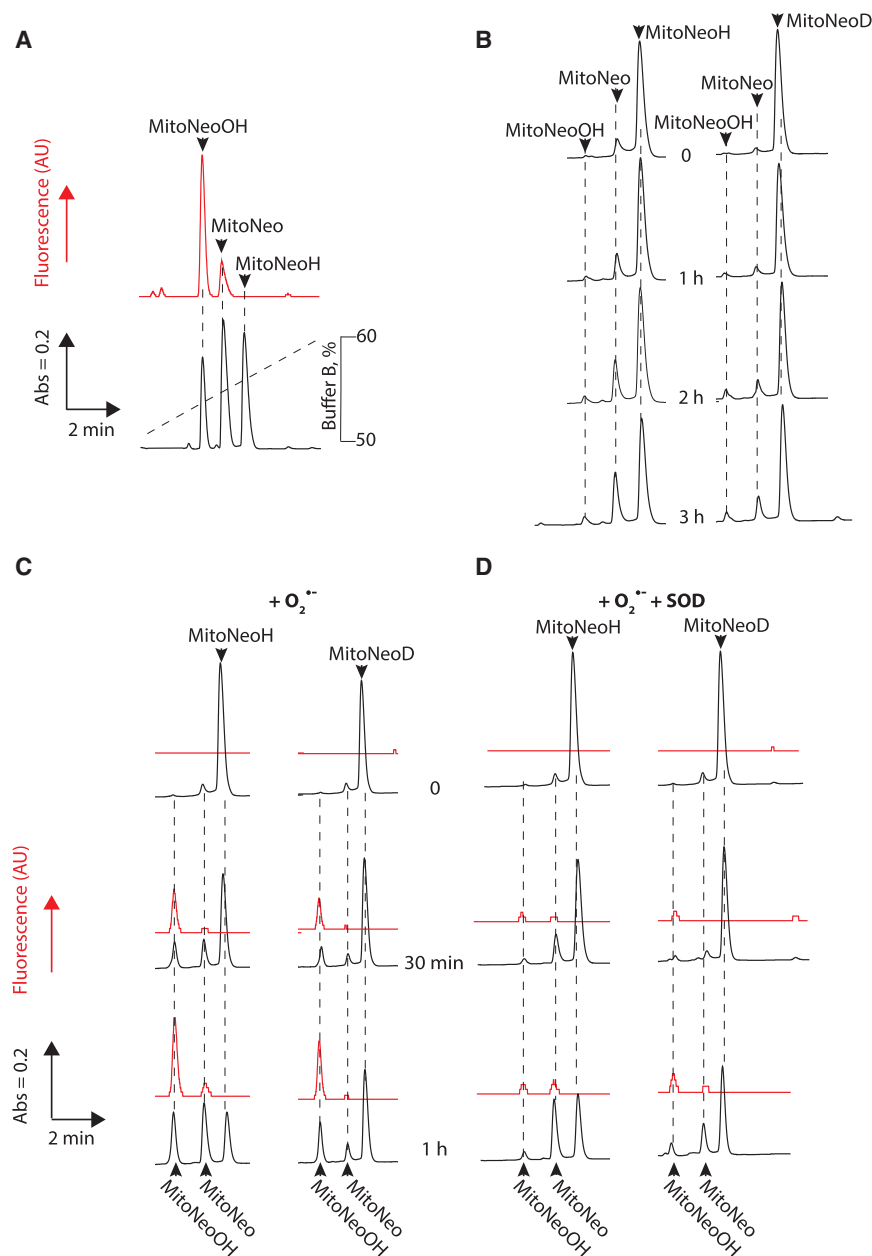 A
MitoNeoOH
MitoNeo
MitoNeoH
Fluorescence (AU)
Abs = 0.2
2 min
Buffer B, %
60
50
B
MitoNeoH
MitoNeoD
MitoNeo
MitoNeo
MitoNeoOH
MitoNeoOH
0
1 h
2 h
3 h
C
+ O₂•-
MitoNeoH
MitoNeoD
0
30 min
1 h
Fluorescence (AU)
Abs = 0.2
2 min
MitoNeoOH
MitoNeo
MitoNeoOH
MitoNeo
D
+ O₂•- + SOD
MitoNeoH
MitoNeoD
MitoNeoOH
MitoNeo
MitoNeoOH
MitoNeo